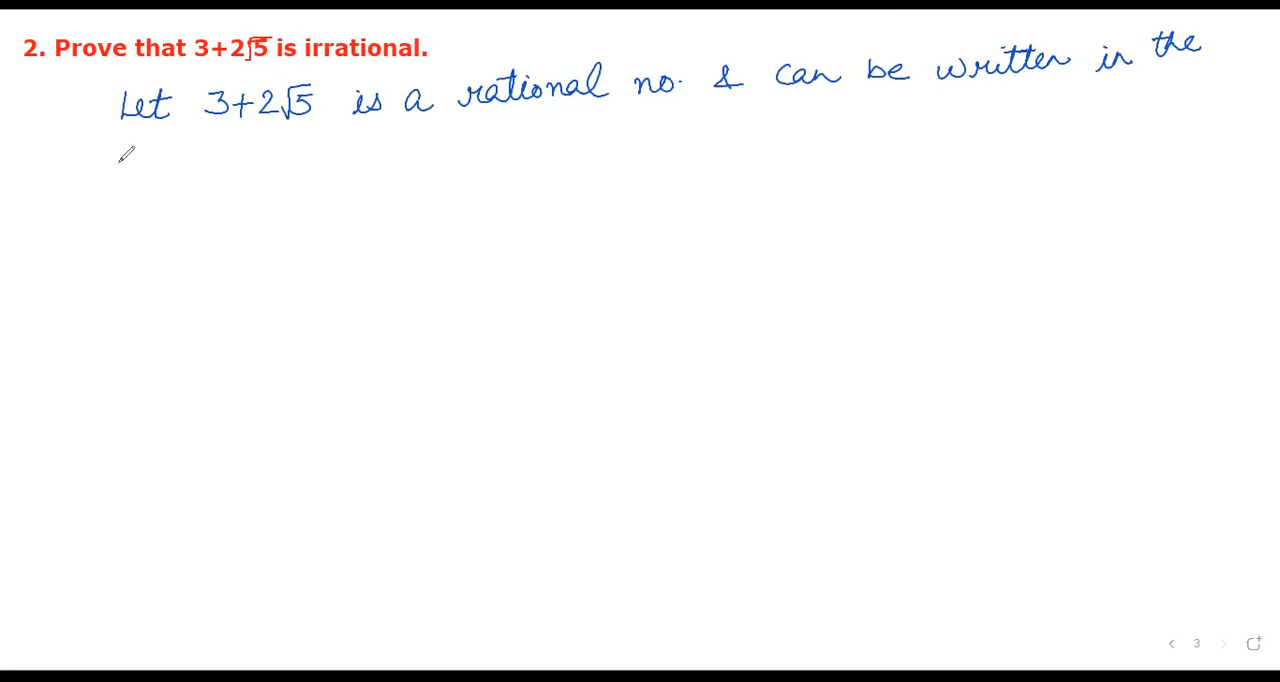 2. Prove that 3+2√5 is irrational.
Let 3+2√5 is a rational no. & can be written in the
3